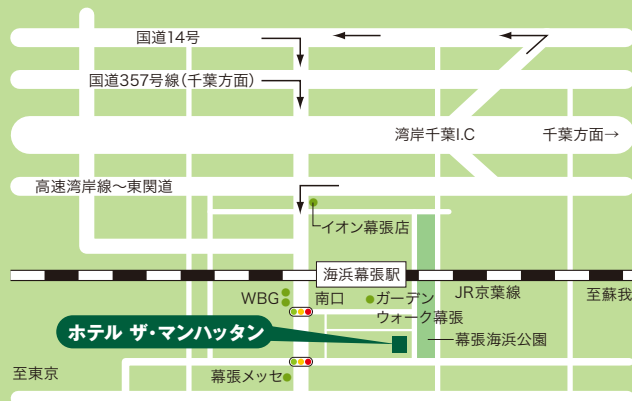 国道14号
国道357号線(千葉方面)
湾岸千葉I.C
千葉方面→
高速湾岸線〜東関道
イオン幕張店
海浜幕張駅
WBG
南口
ガーデン
ウォーク幕張
JR京葉線
至蘇我
ホテル ザ・マンハッタン
幕張海浜公園
至東京
幕張メッセ